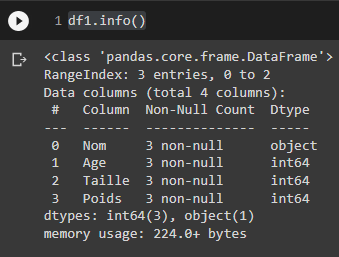 1 df1.info()
<class 'pandas.core.frame.DataFrame'>
RangeIndex: 3 entries, 0 to 2
Data columns (total 4 columns):
 #   Column  Non-Null Count  Dtype
---  ------  --------------  -----
 0   Nom     3 non-null      object
 1   Age     3 non-null      int64
 2   Taille  3 non-null      int64
 3   Poids   3 non-null      int64
dtypes: int64(3), object(1)
memory usage: 224.0+ bytes